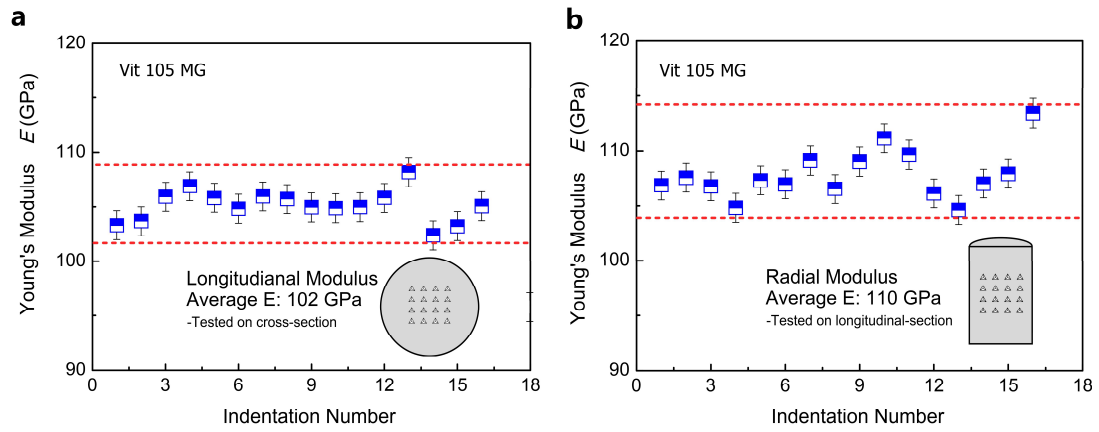 a
Vit 105 MG
Young's Modulus E (GPa)
120
110
100
90
Longitudianal Modulus
Average E: 102 GPa
-Tested on cross-section
0 3 6 9 12 15 18
Indentation Number
b
Vit 105 MG
Young's Modulus E (GPa)
120
110
100
90
Radial Modulus
Average E: 110 GPa
-Tested on longitudinal-section
0 3 6 9 12 15 18
Indentation Number